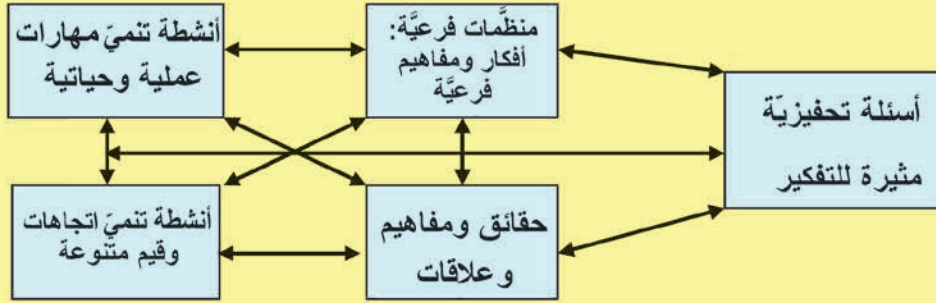 أسئلة تحفيزيّة
مثيرة للتفكير
منظَّمات فرعيَّة:
أفكار ومفاهيم
فرعيَّة
أنشطة تنميّ مهارات
عملية وحياتية
حقائق ومفاهيم
وعلاقات
أنشطة تنميّ اتجاهات
وقيم متنوعة